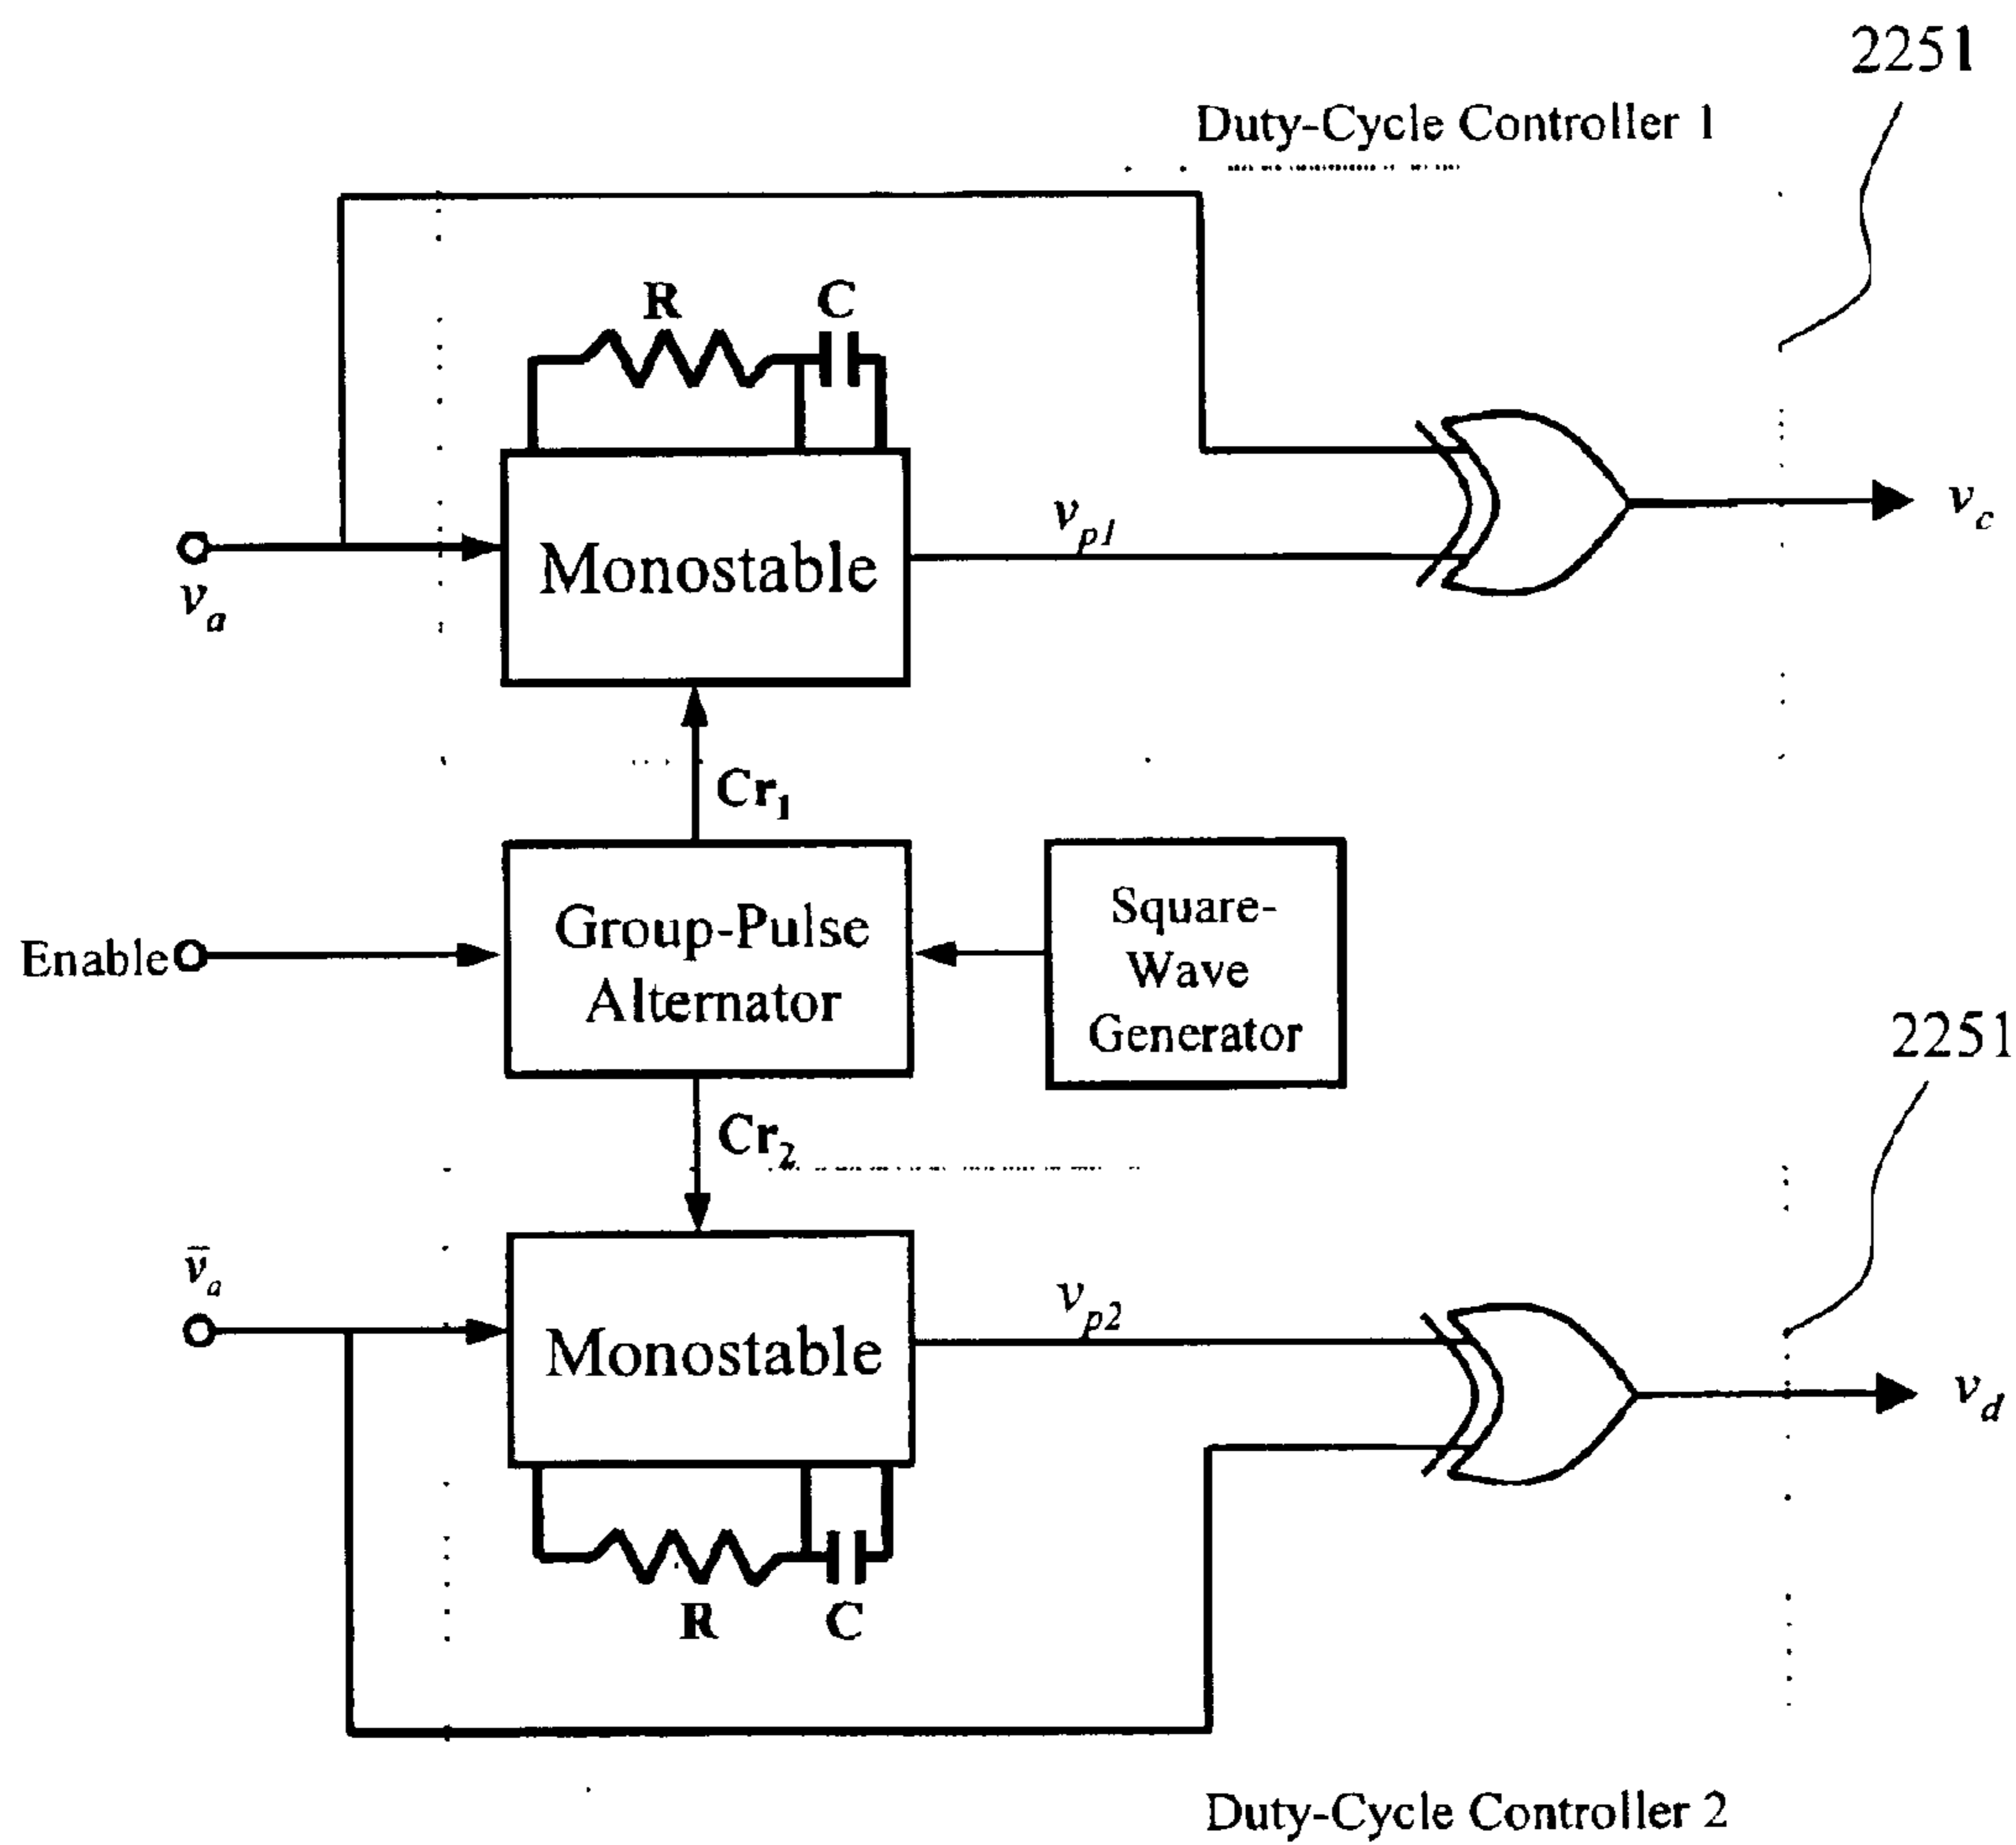 2251
Duty-Cycle Controller 1
R
C
Monostable
v_p1
v_c
v_a
Cr_1
Enable
Group-Pulse
Alternator
Square-
Wave
Generator
2251
Cr_2
v̄_a
Monostable
v_p2
v_d
R
C
Duty-Cycle Controller 2